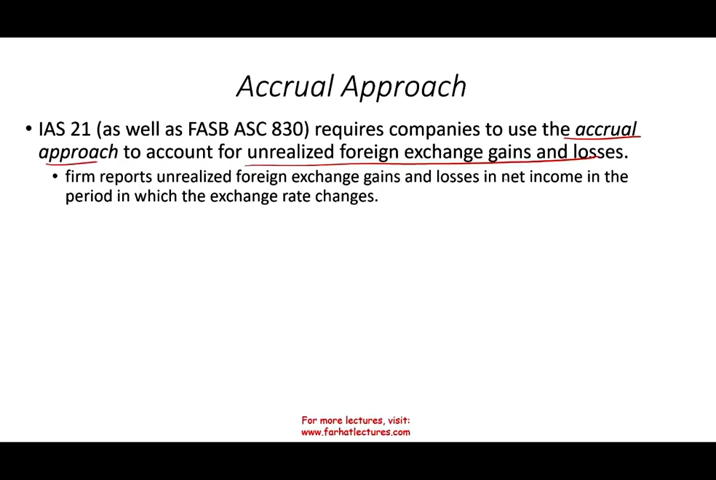 Accrual Approach
• IAS 21 (as well as FASB ASC 830) requires companies to use the accrual
approach to account for unrealized foreign exchange gains and losses.
• firm reports unrealized foreign exchange gains and losses in net income in the
period in which the exchange rate changes.
For more lectures, visit:
www.farhatlectures.com